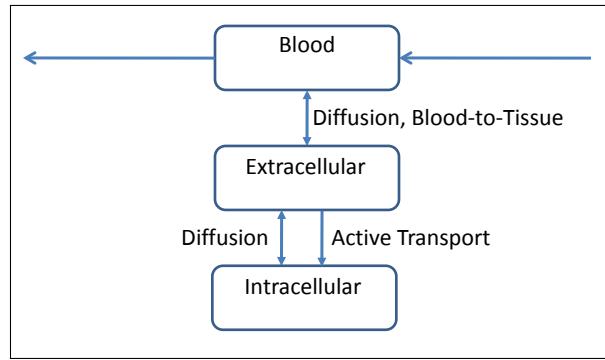 Blood
Diffusion, Blood-to-Tissue
Extracellular
Diffusion
Active Transport
Intracellular